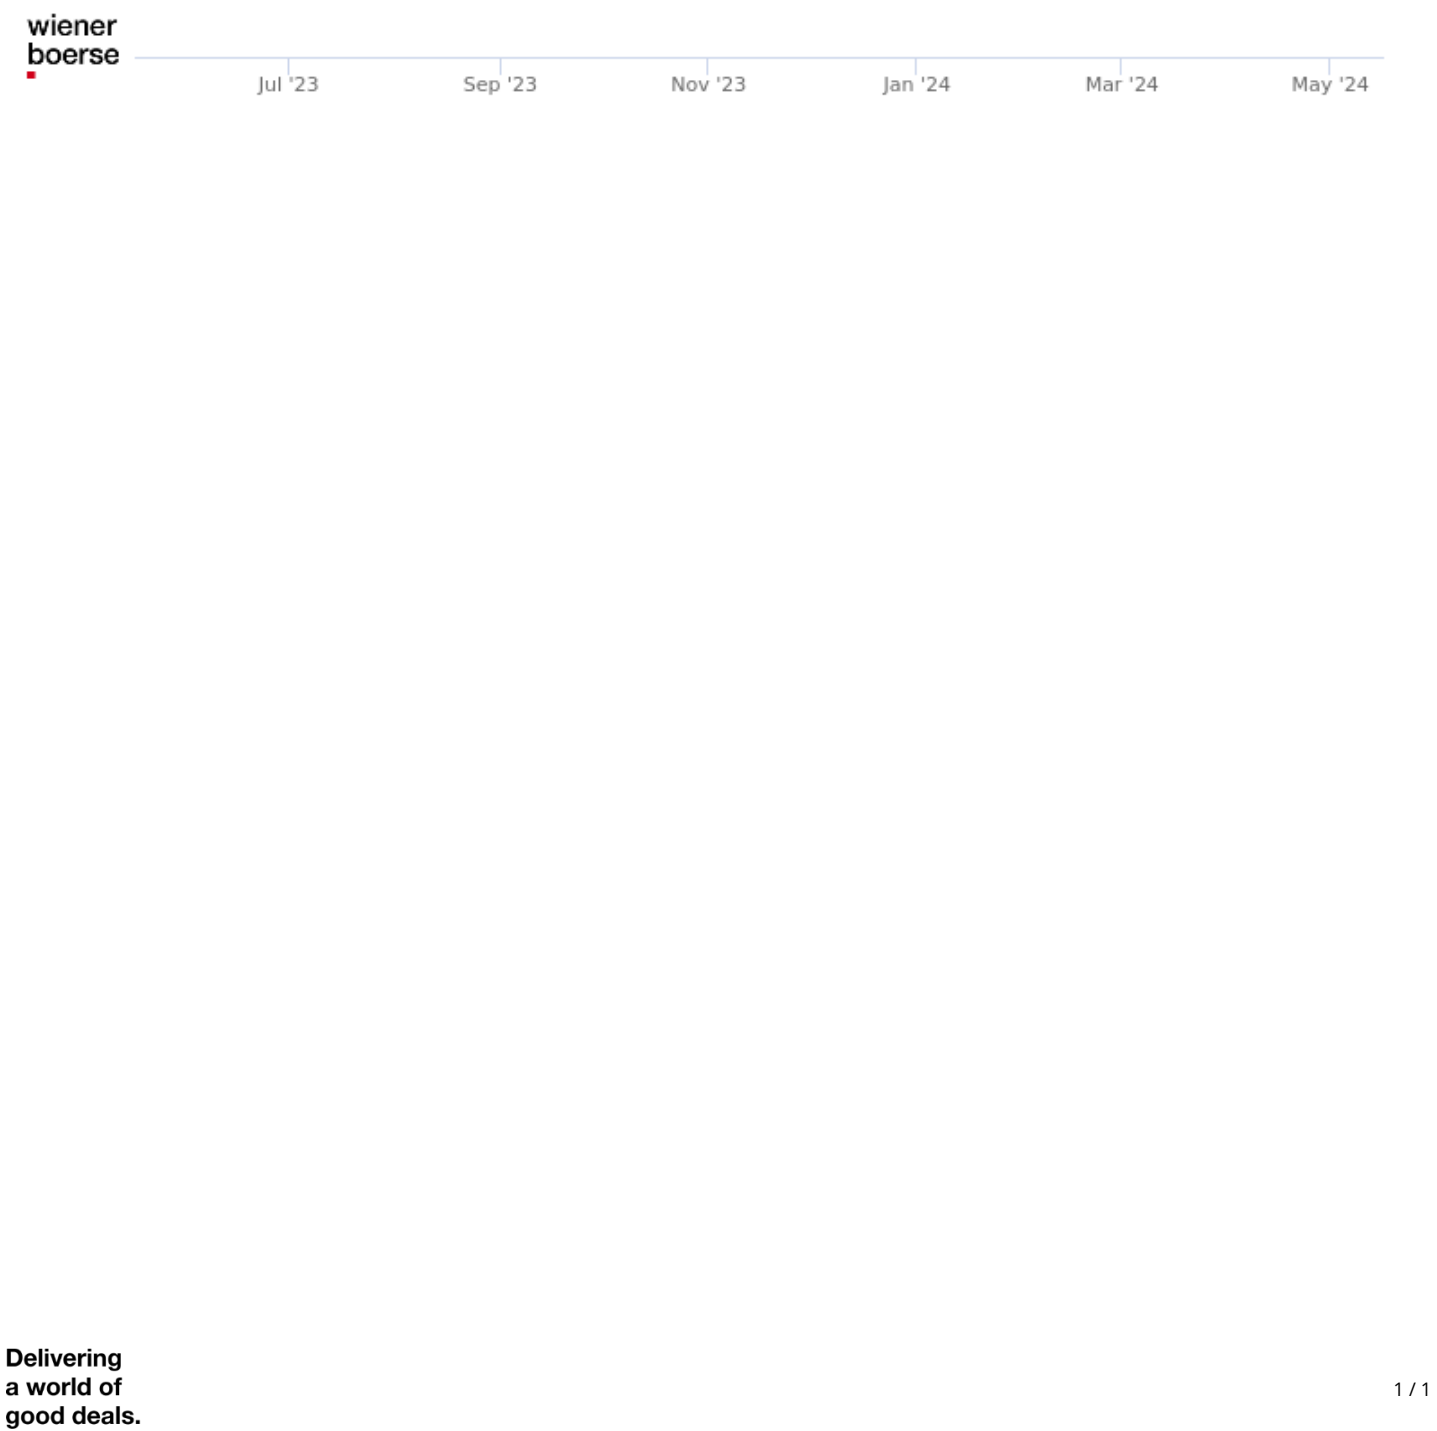 wiener
boerse
Jul '23 Sep '23 Nov '23 Jan '24 Mar '24 May '24
Delivering
a world of
good deals.
1 / 1